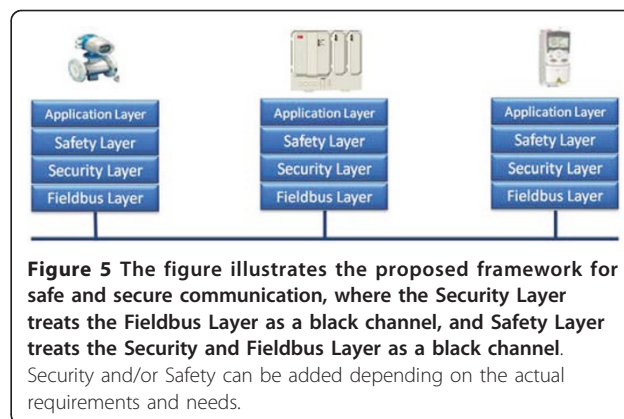 Application Layer Application Layer Application Layer
Safety Layer Safety Layer Safety Layer
Security Layer Security Layer Security Layer
Fieldbus Layer Fieldbus Layer Fieldbus Layer
Figure 5 The figure illustrates the proposed framework for
safe and secure communication, where the Security Layer
treats the Fieldbus Layer as a black channel, and Safety Layer
treats the Security and Fieldbus Layer as a black channel.
Security and/or Safety can be added depending on the actual
requirements and needs.